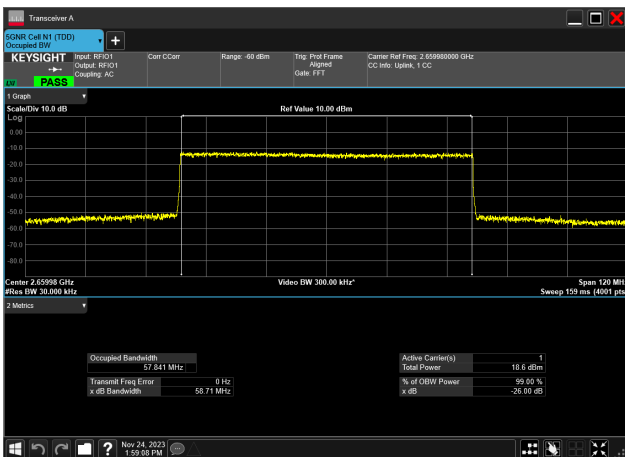 Transceiver A
5GNR Cell N1 (TDD)
Occupied BW
KEYSIGHT
PASS
Input: RFIO1
Output: RFIO1
Coupling: AC
Corr CCorr
Range: -60 dBm
Trig: Prot Frame
Aligned
Gate: FFT
Carrier Ref Freq: 2.659980000 GHz
CC Info: Uplink, 1 CC
1 Graph
Scale/Div 10.0 dB
Ref Value 10.00 dBm
Log
0.00
-10.0
-20.0
-30.0
-40.0
-50.0
-60.0
-70.0
-80.0
Center 2.65998 GHz
Video BW 300.00 kHz*
Span 120 MHz
#Res BW 30.000 kHz
Sweep 159 ms (4001 pts)
2 Metrics
Occupied Bandwidth
57.841 MHz
Transmit Freq Error 0 Hz
x dB Bandwidth 58.71 MHz
Active Carrier(s) 1
Total Power 18.6 dBm
% of OBW Power 99.00 %
x dB -26.00 dB
?
Nov 24, 2023
1:59:08 PM